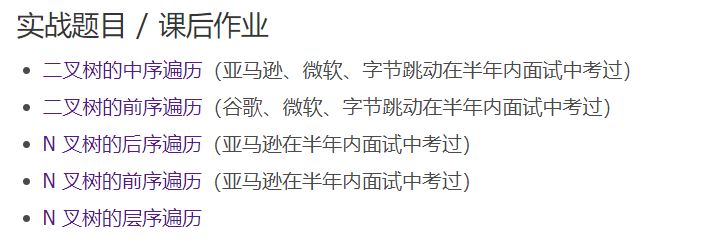 实战题目 / 课后作业
二叉树的中序遍历（亚马逊、微软、字节跳动在半年内面试中考过）
二叉树的前序遍历（谷歌、微软、字节跳动在半年内面试中考过）
N 叉树的后序遍历（亚马逊在半年内面试中考过）
N 叉树的前序遍历（亚马逊在半年内面试中考过）
N 叉树的层序遍历